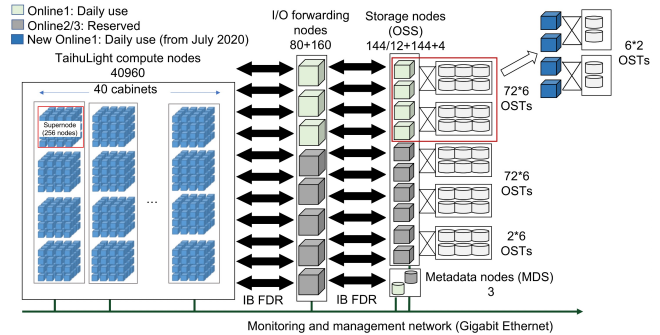 Online1: Daily use
Online2/3: Reserved
New Online1: Daily use (from July 2020)
TaihuLight compute nodes
40960
40 cabinets
Supernode
(256 nodes)
...
I/O forwarding
nodes
80+160
Storage nodes
(OSS)
144/12+144+4
6*2
OSTs
72*6
OSTs
72*6
OSTs
2*6
OSTs
Metadata nodes (MDS)
3
IB FDR
IB FDR
Monitoring and management network (Gigabit Ethernet)